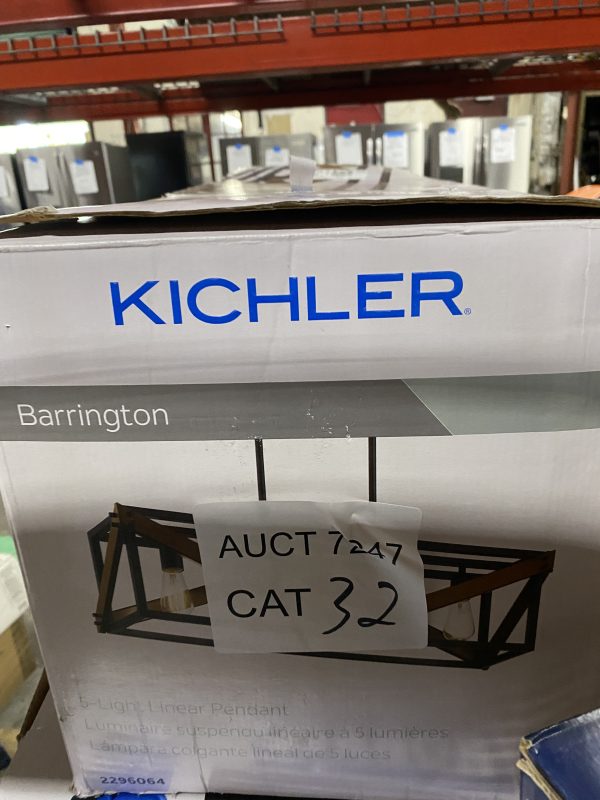 KICHLER®
Barrington
AUCT 7247
CAT 32
5-Light Linear Pendant
Luminaire suspendu linéaire à 5 lumières
Lámpara colgante lineal de 5 luces
2296064